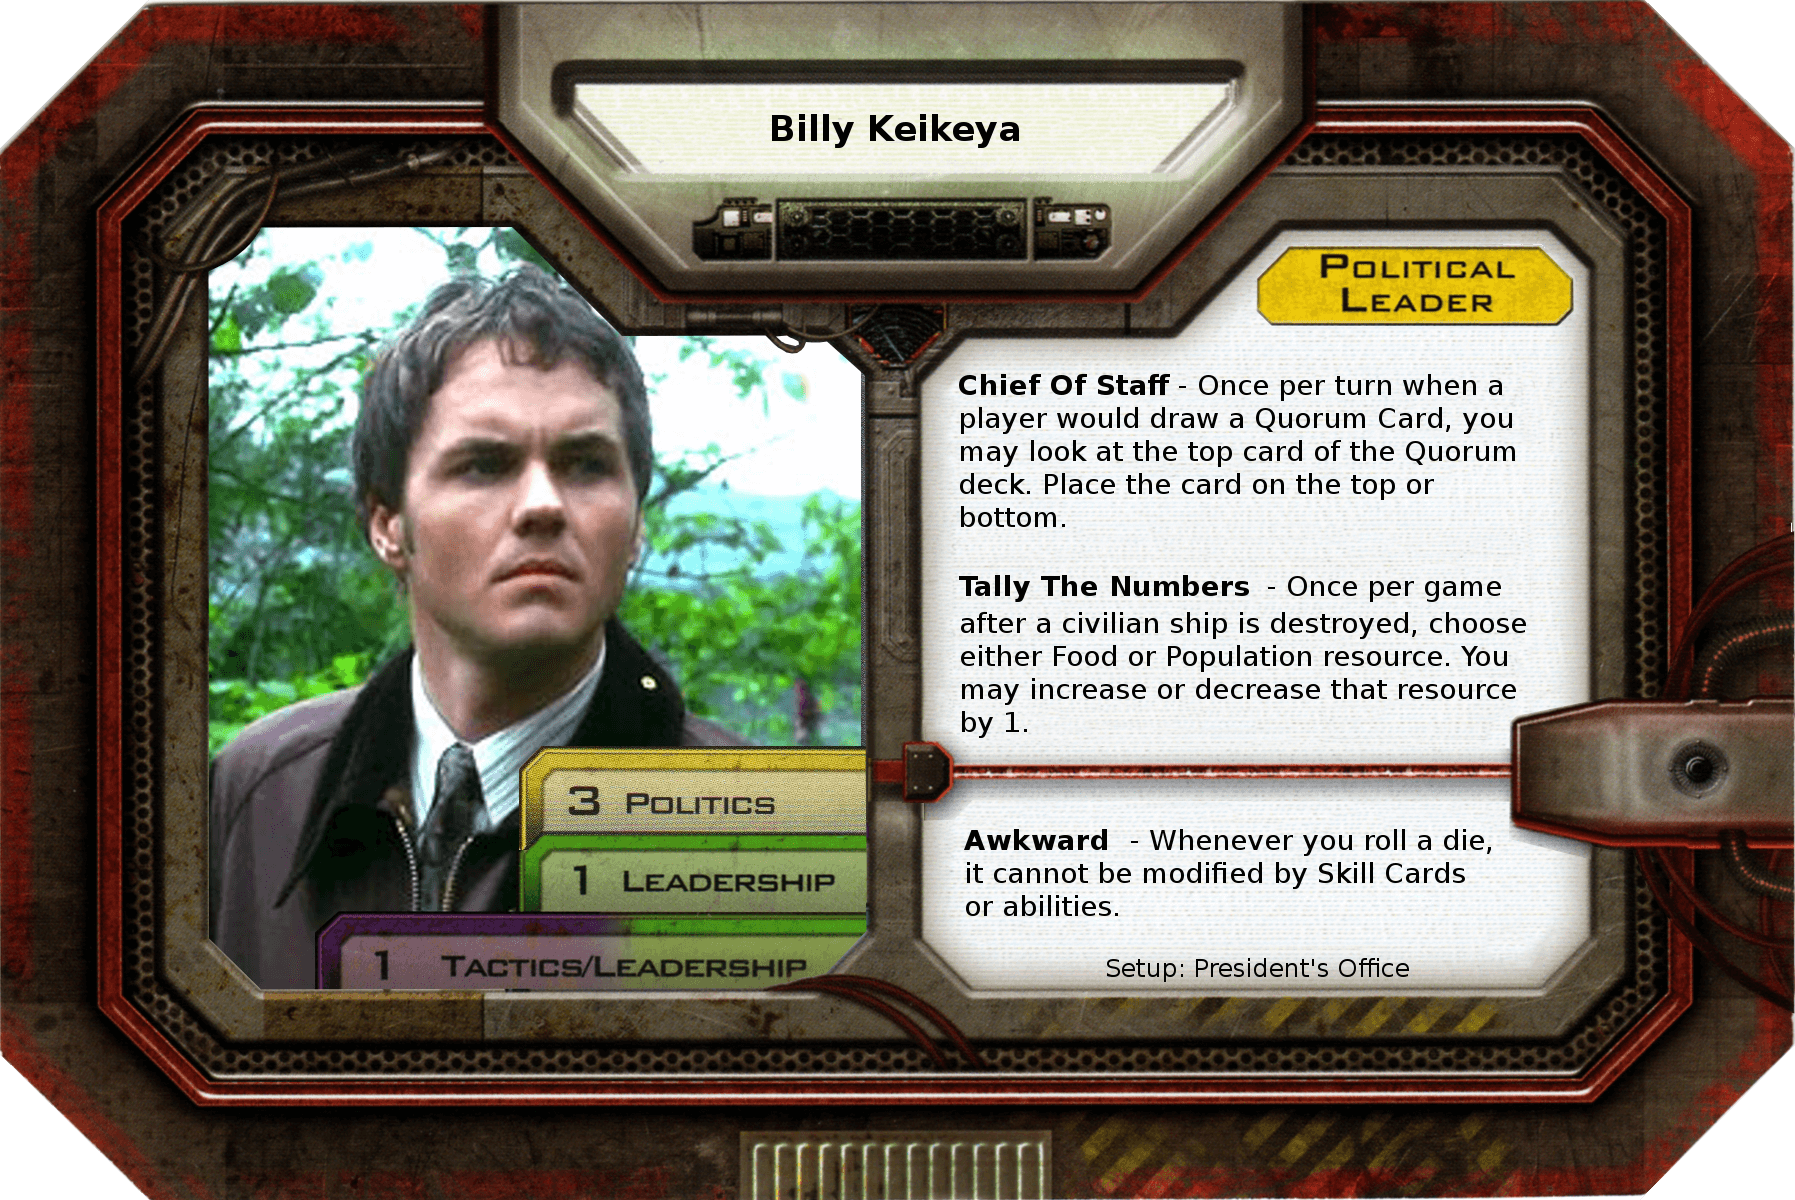 Billy Keikeya
Political
Leader
Chief Of Staff - Once per turn when a
player would draw a Quorum Card, you
may look at the top card of the Quorum
deck. Place the card on the top or
bottom.
Tally The Numbers - Once per game
after a civilian ship is destroyed, choose
either Food or Population resource. You
may increase or decrease that resource
by 1.
3 Politics
1 Leadership
1 Tactics/Leadership
Awkward - Whenever you roll a die,
it cannot be modified by Skill Cards
or abilities.
Setup: President's Office